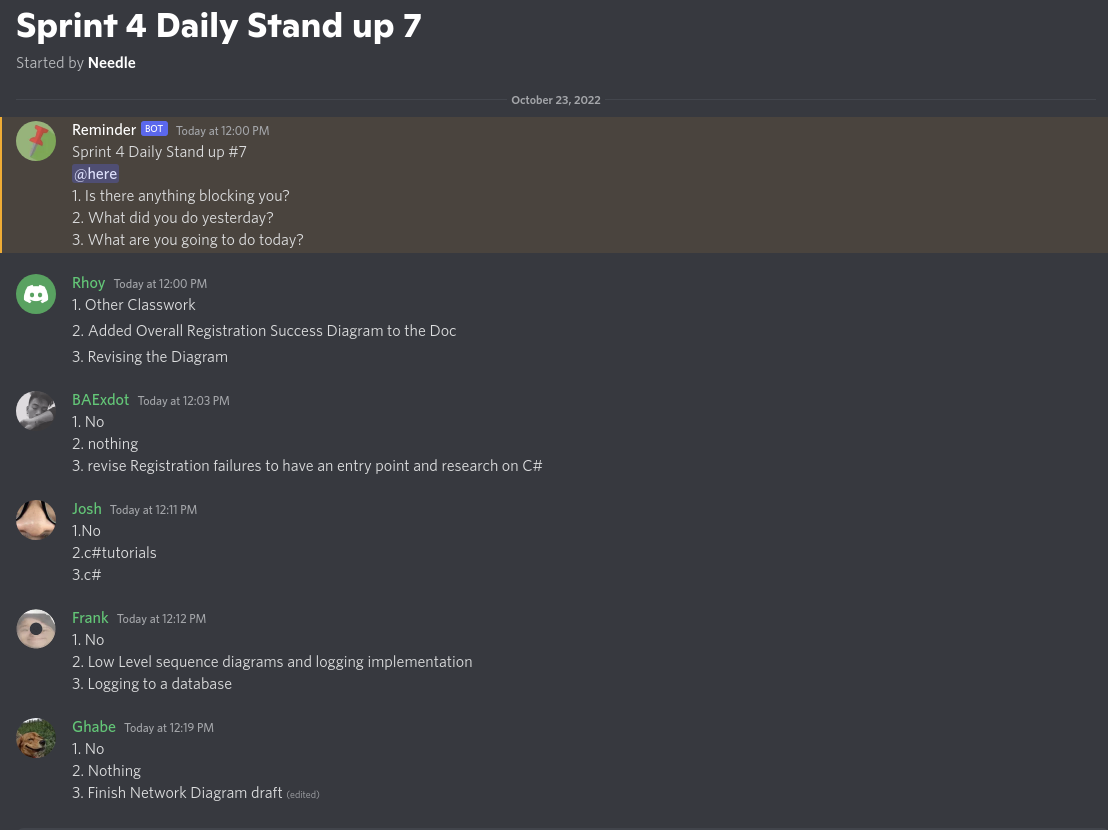 Sprint 4 Daily Stand up 7
Started by Needle
October 23, 2022
Reminder BOT Today at 12:00 PM
Sprint 4 Daily Stand up #7
@here
1. Is there anything blocking you?
2. What did you do yesterday?
3. What are you going to do today?
Rhoy Today at 12:00 PM
1. Other Classwork
2. Added Overall Registration Success Diagram to the Doc
3. Revising the Diagram
BAExdot Today at 12:03 PM
1. No
2. nothing
3. revise Registration failures to have an entry point and research on C#
Josh Today at 12:11 PM
1.No
2.c#tutorials
3.c#
Frank Today at 12:12 PM
1. No
2. Low Level sequence diagrams and logging implementation
3. Logging to a database
Ghabe Today at 12:19 PM
1. No
2. Nothing
3. Finish Network Diagram draft (edited)